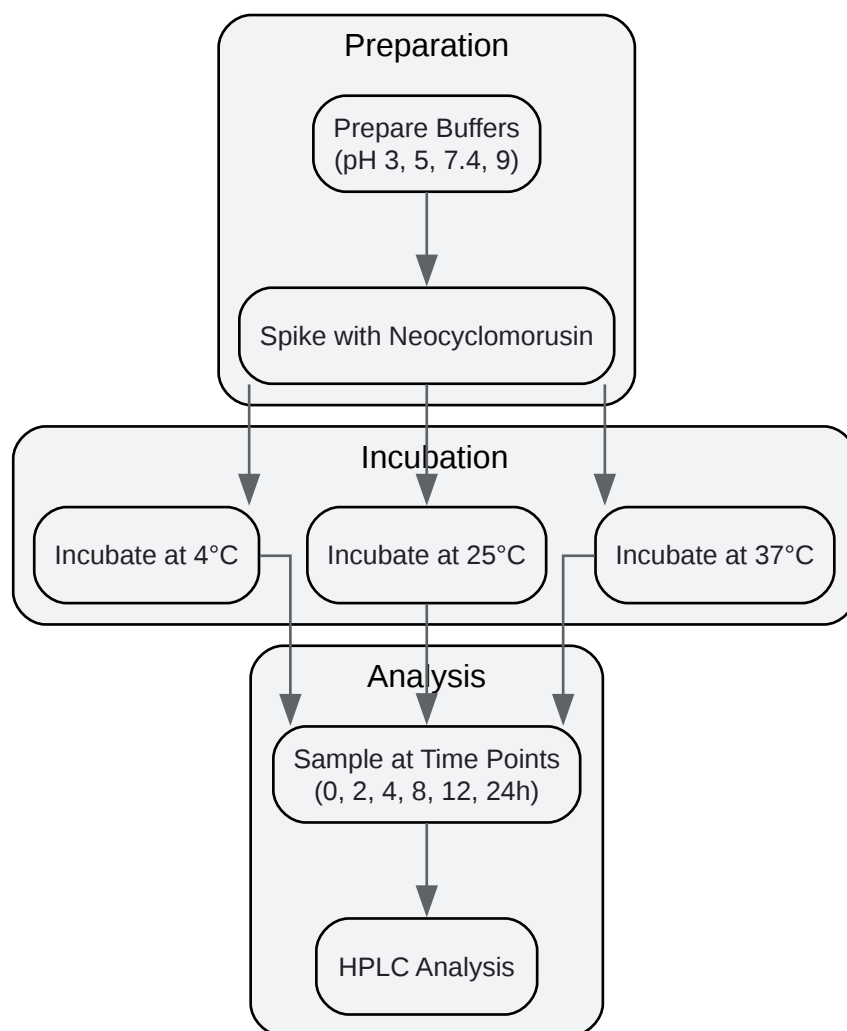 Preparation
Prepare Buffers
(pH 3, 5, 7.4, 9)
Spike with Neocyclomorusin
Incubation
Incubate at 4°C
Incubate at 25°C
Incubate at 37°C
Analysis
Sample at Time Points
(0, 2, 4, 8, 12, 24h)
HPLC Analysis